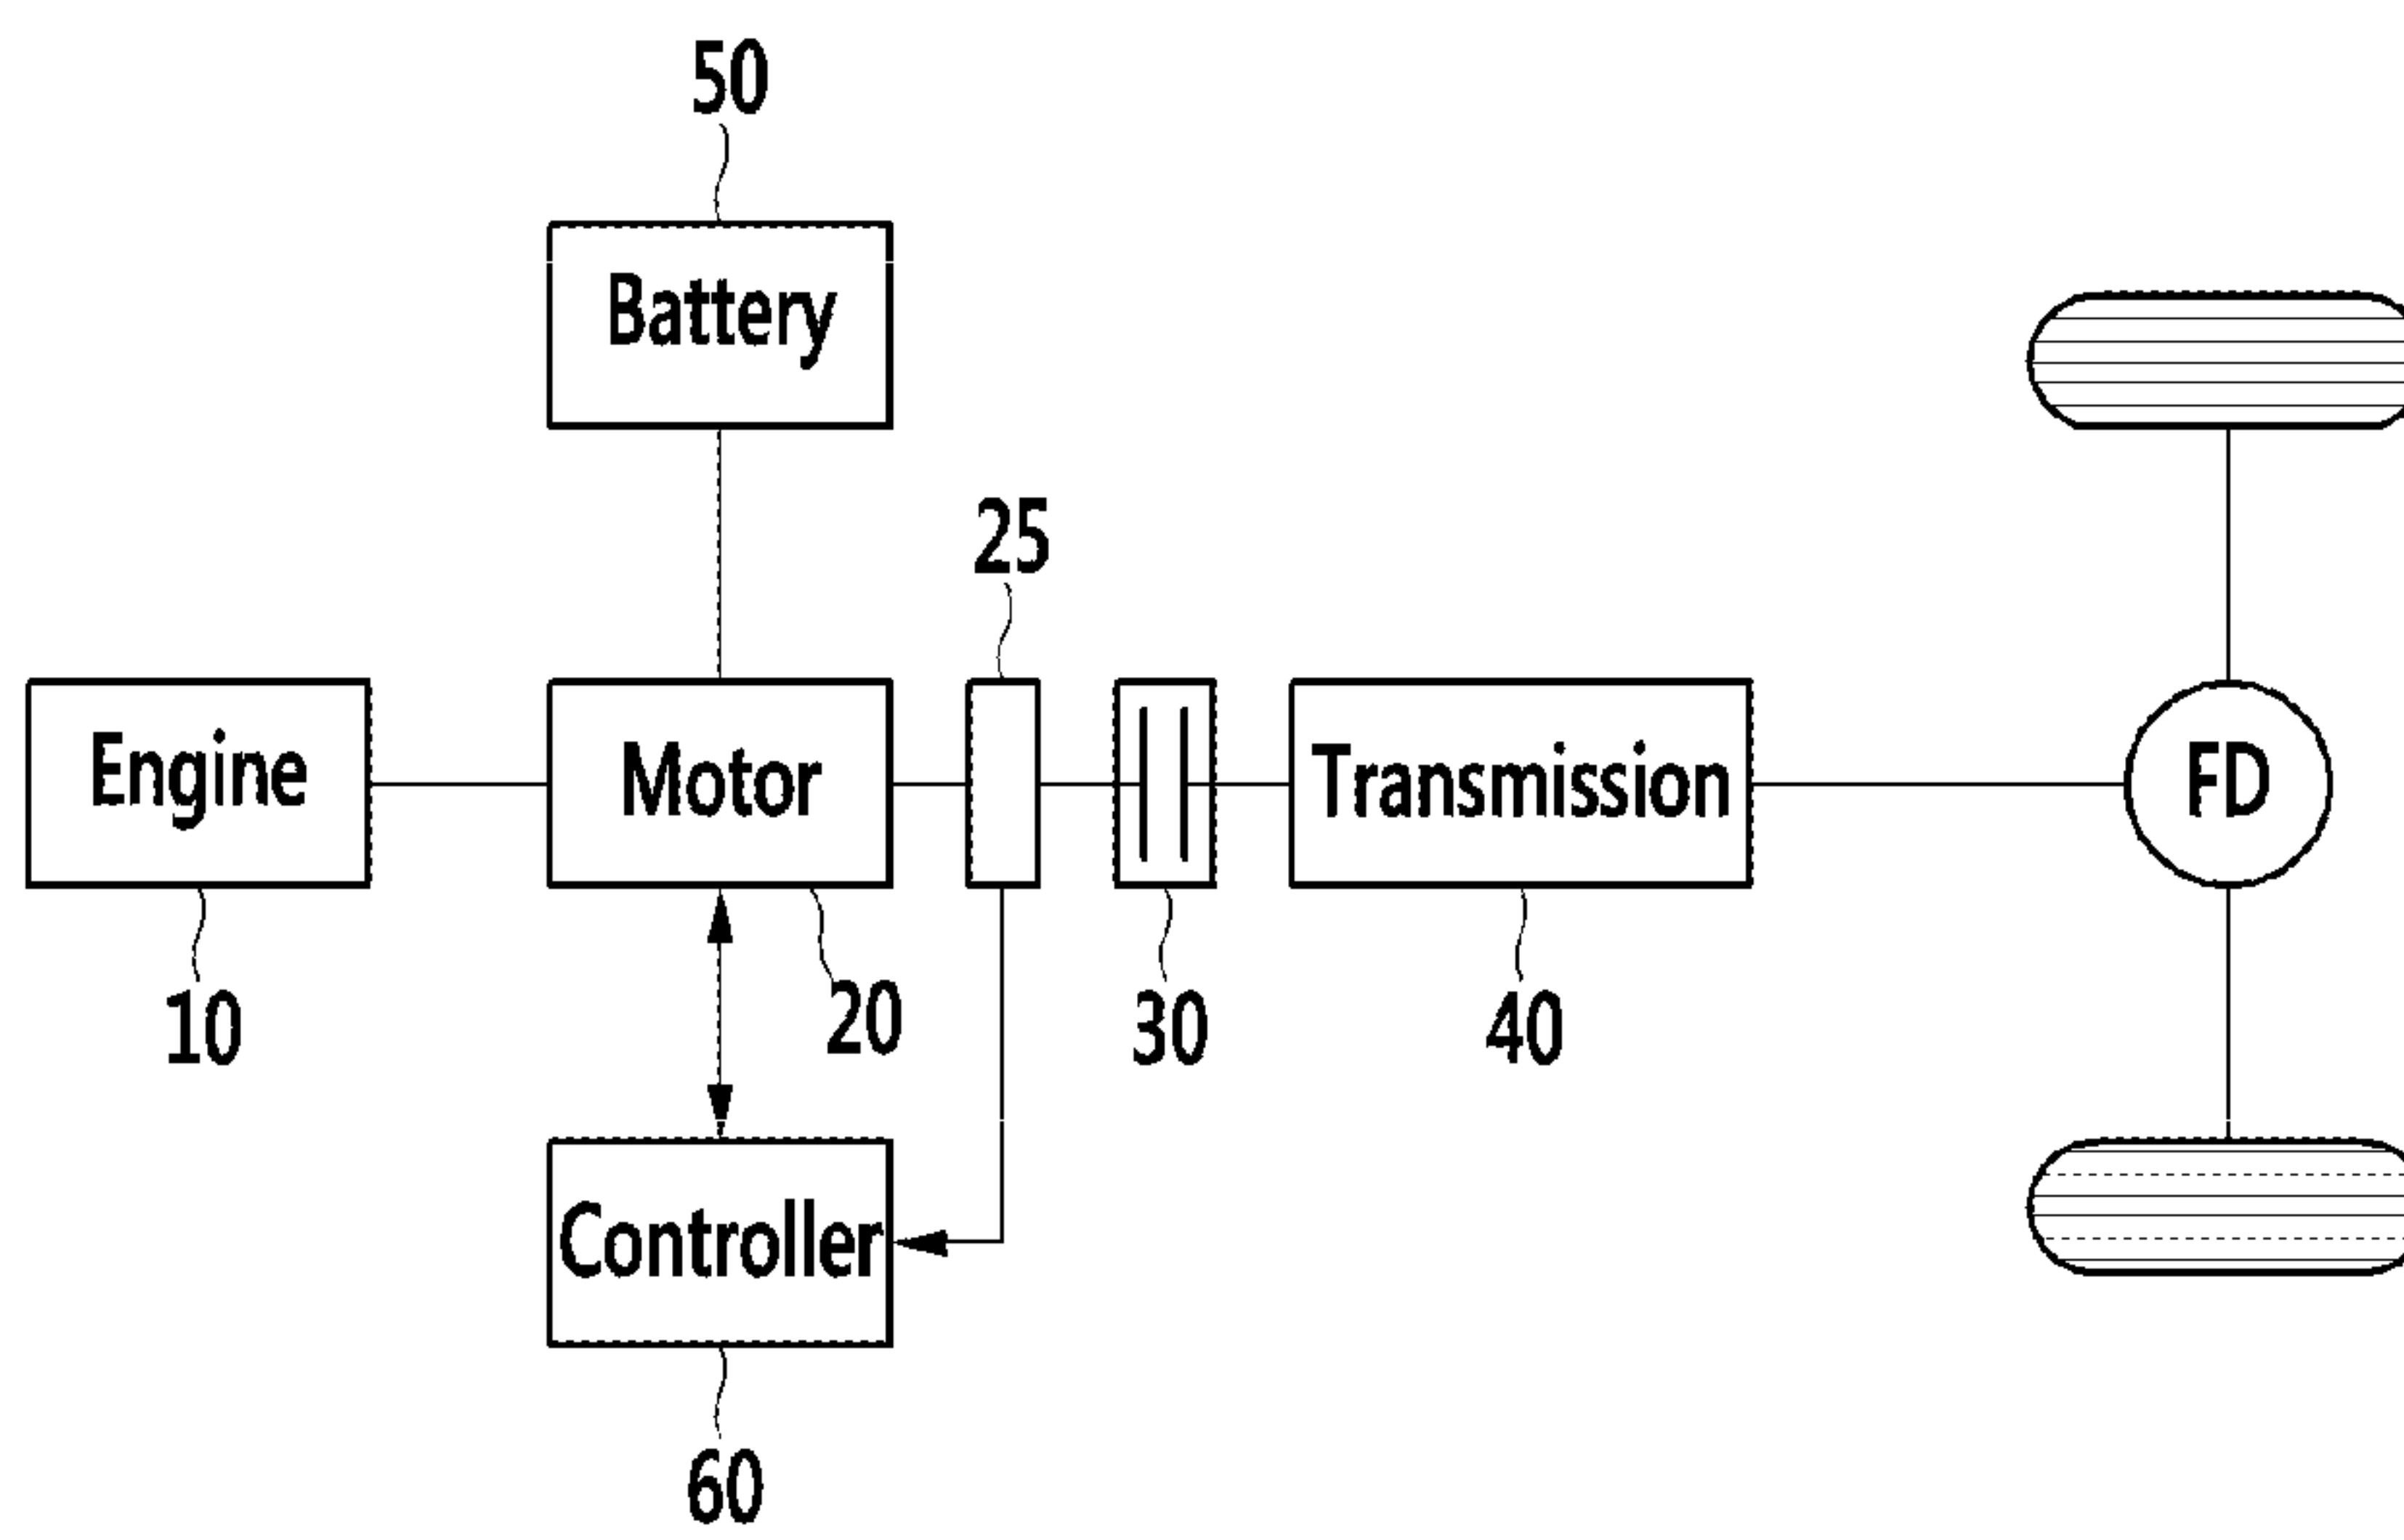 50
Battery
25
Engine
Motor
Transmission
FD
10
20
30
40
Controller
60